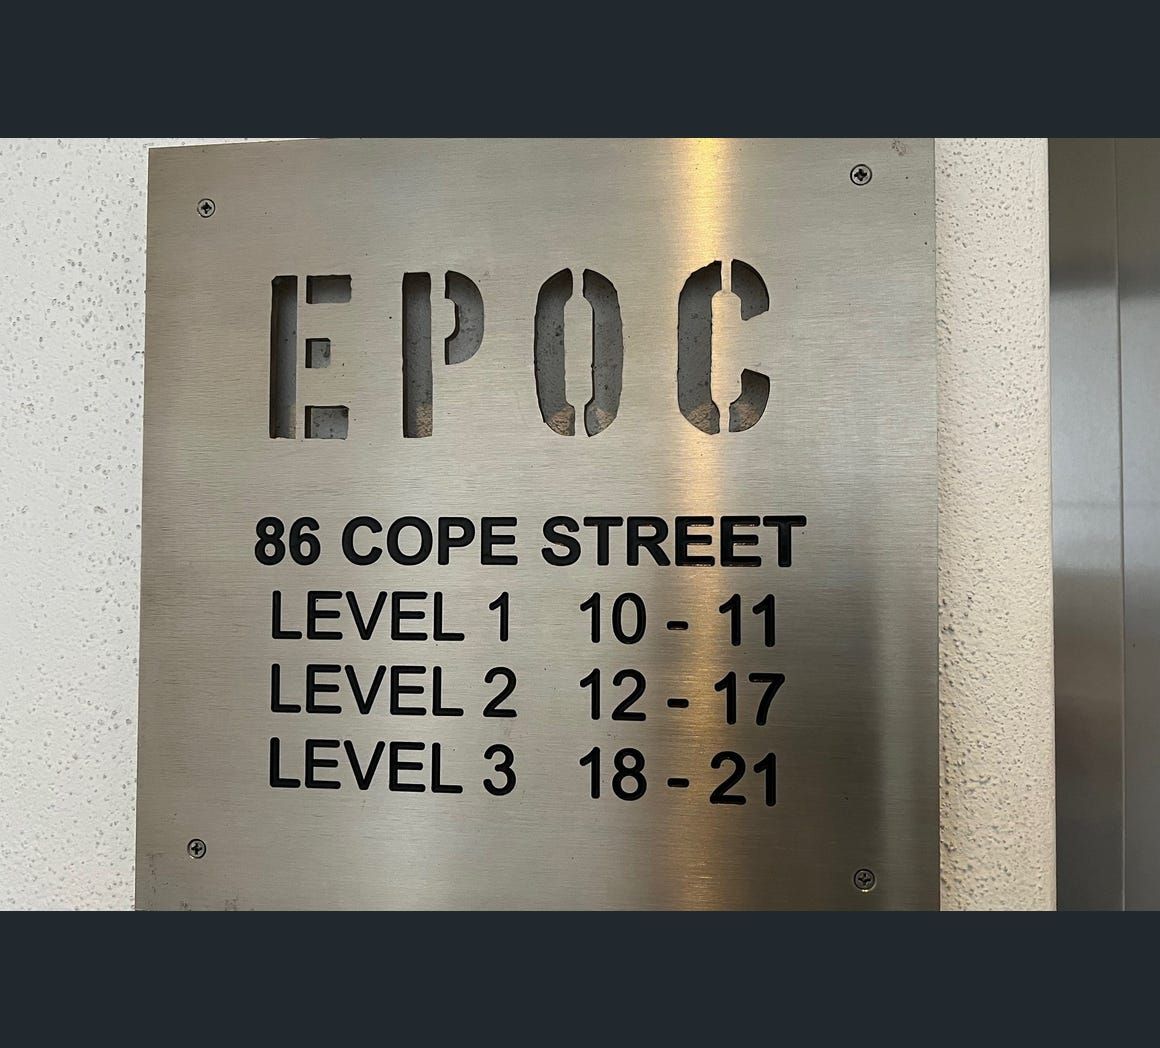 EPOC
86 COPE STREET
LEVEL 1 10 - 11
LEVEL 2 12 - 17
LEVEL 3 18 - 21